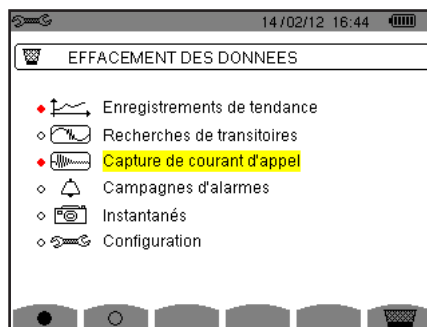 14/02/12 16:44
EFFACEMENT DES DONNEES
Enregistrements de tendance
Recherches de transitoires
Capture de courant d'appel
Campagnes d'alarmes
Instantanés
Configuration